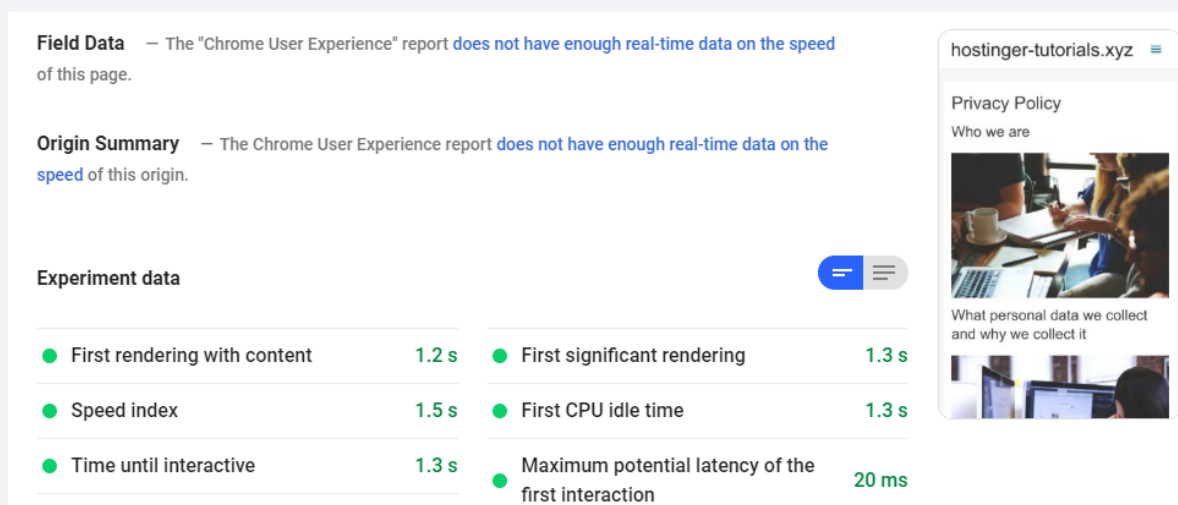 Field Data — The "Chrome User Experience" report does not have enough real-time data on the speed
of this page.
Origin Summary — The Chrome User Experience report does not have enough real-time data on the
speed of this origin.
Experiment data
First rendering with content 1.2 s
First significant rendering 1.3 s
Speed index 1.5 s
First CPU idle time 1.3 s
Time until interactive 1.3 s
Maximum potential latency of the
first interaction 20 ms
hostinger-tutorials.xyz
Privacy Policy
Who we are
What personal data we collect
and why we collect it